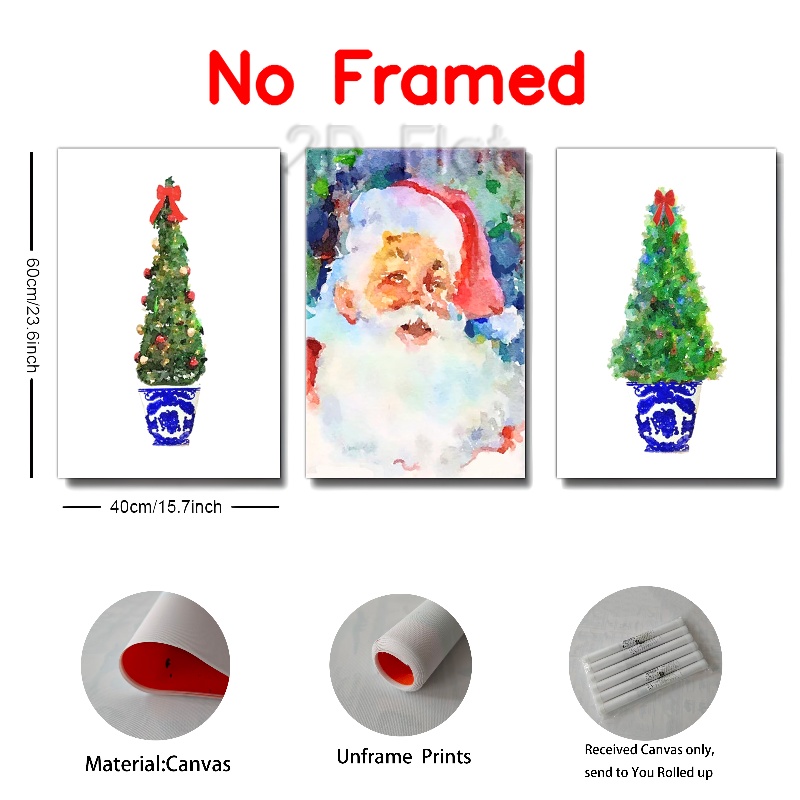 No Framed
2D Flat
60cm/23.6inch
40cm/15.7inch
Material:Canvas
Unframe Prints
Received Canvas only,
send to You Rolled up